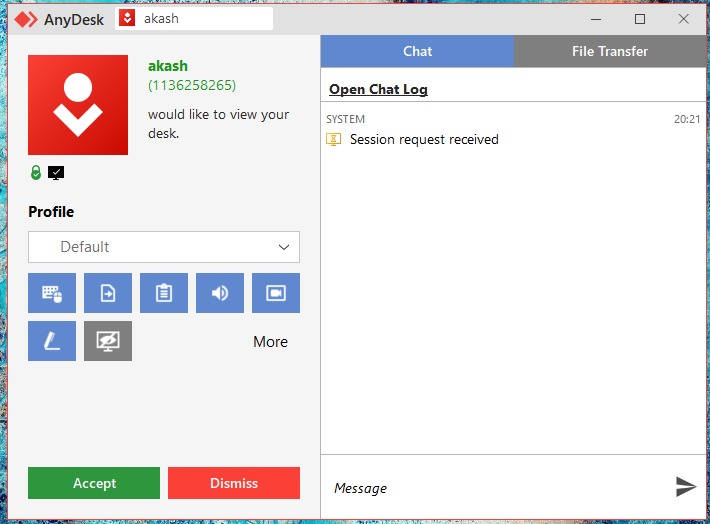 AnyDesk
akash
akash
(1136258265)
would like to view your
desk.
Profile
Default
More
Accept
Dismiss
Chat
File Transfer
Open Chat Log
SYSTEM
20:21
Session request received
Message